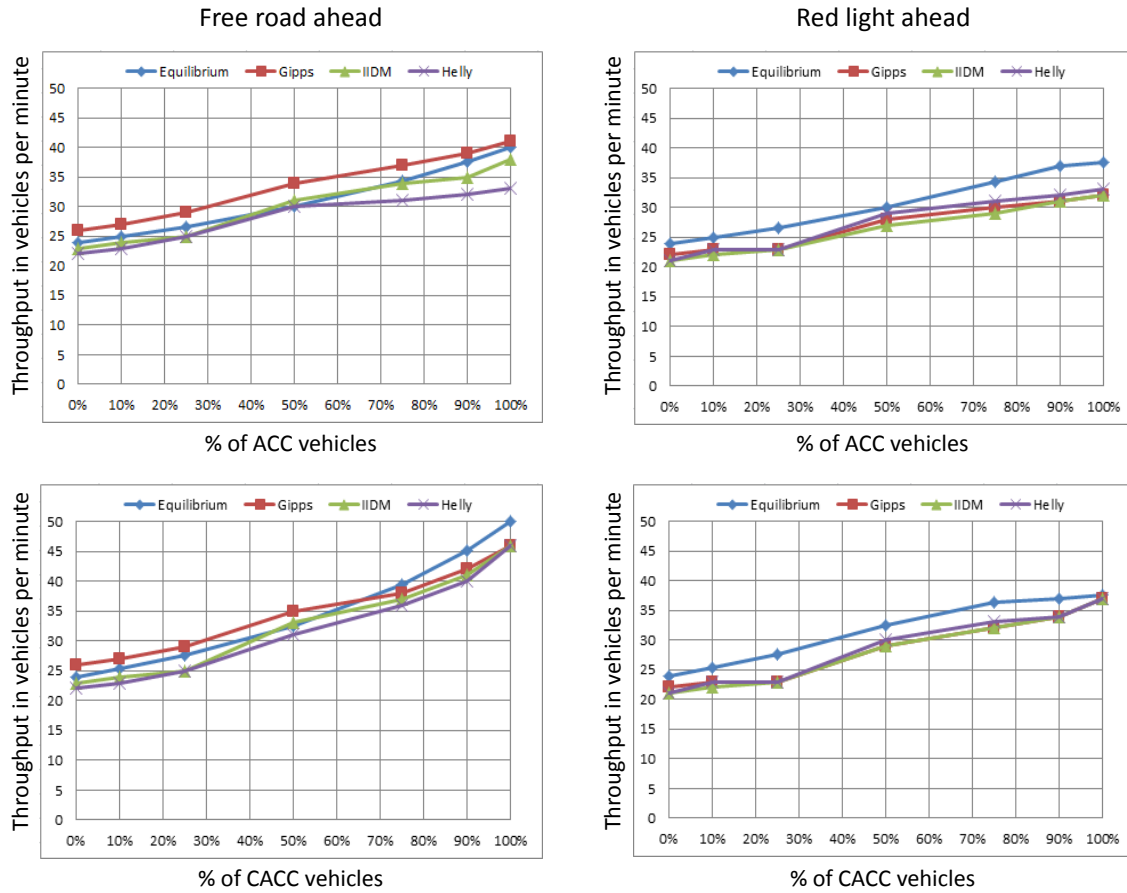 Free road ahead
Red light ahead
Equilibrium Gipps IIDM Helly
Throughput in vehicles per minute
50
45
40
35
30
25
20
15
10
5
0
0% 10% 20% 30% 40% 50% 60% 70% 80% 90% 100%
% of ACC vehicles
Equilibrium Gipps IIDM Helly
Throughput in vehicles per minute
50
45
40
35
30
25
20
15
10
5
0
0% 10% 20% 30% 40% 50% 60% 70% 80% 90% 100%
% of ACC vehicles
Equilibrium Gipps IIDM Helly
Throughput in vehicles per minute
50
45
40
35
30
25
20
15
10
5
0
0% 10% 20% 30% 40% 50% 60% 70% 80% 90% 100%
% of CACC vehicles
Equilibrium Gipps IIDM Helly
Throughput in vehicles per minute
50
45
40
35
30
25
20
15
10
5
0
0% 10% 20% 30% 40% 50% 60% 70% 80% 90% 100%
% of CACC vehicles